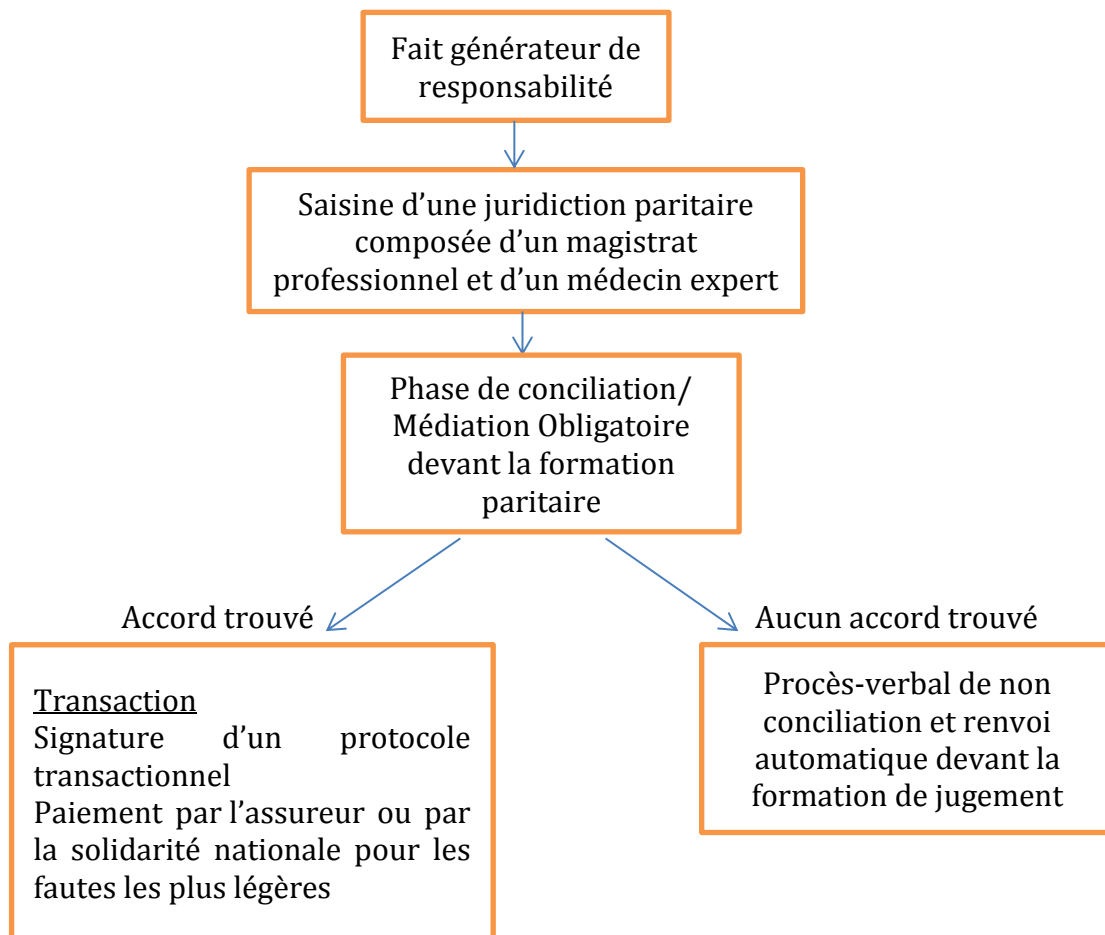 Fait générateur de
responsabilité
Saisine d’une juridiction paritaire
composée d’un magistrat
professionnel et d’un médecin expert
Phase de conciliation/
Médiation Obligatoire
devant la formation
paritaire
Accord trouvé
Transaction
Signature d’un protocole
transactionnel
Paiement par l’assureur ou par
la solidarité nationale pour les
fautes les plus légères
Aucun accord trouvé
Procès-verbal de non
conciliation et renvoi
automatique devant la
formation de jugement